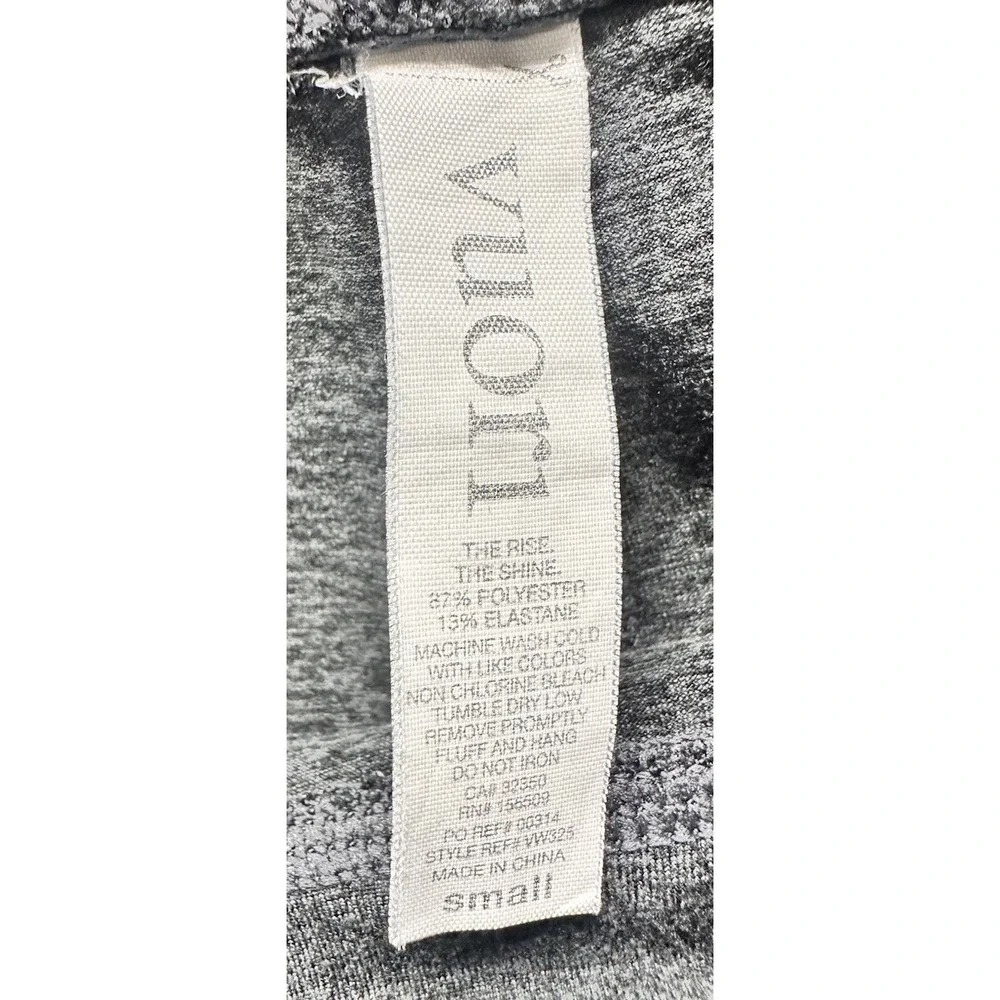 vuori
THE RISE.
THE SHINE.
87% POLYESTER
13% ELASTANE
MACHINE WASH COLD
WITH LIKE COLORS
NON CHLORINE BLEACH
TUMBLE DRY LOW
REMOVE PROMPTLY
FLUFF AND HANG
DO NOT IRON
CA# 32350
RN# 155509
PO REF# 00314
STYLE REF# VW325
MADE IN CHINA
small